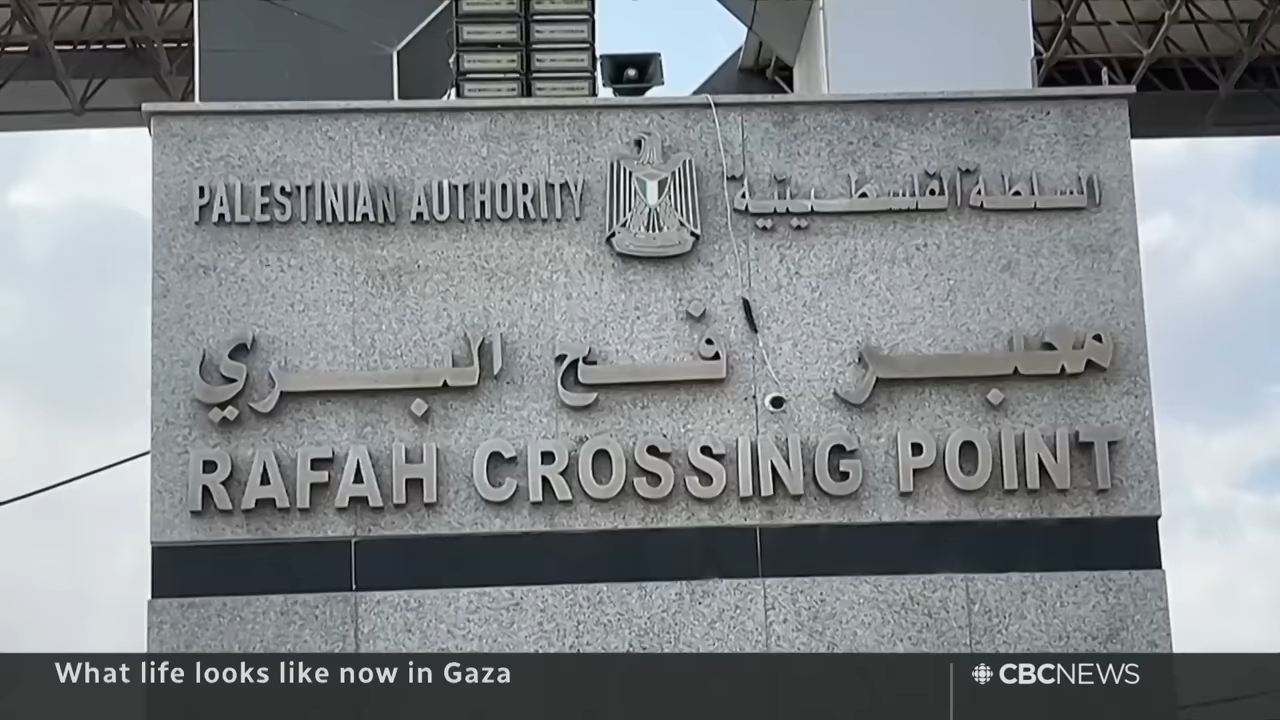 PALESTINIAN AUTHORITY السلطة الفلسطينية
معبر رفح البري
RAFAH CROSSING POINT
What life looks like now in Gaza
CBCNEWS